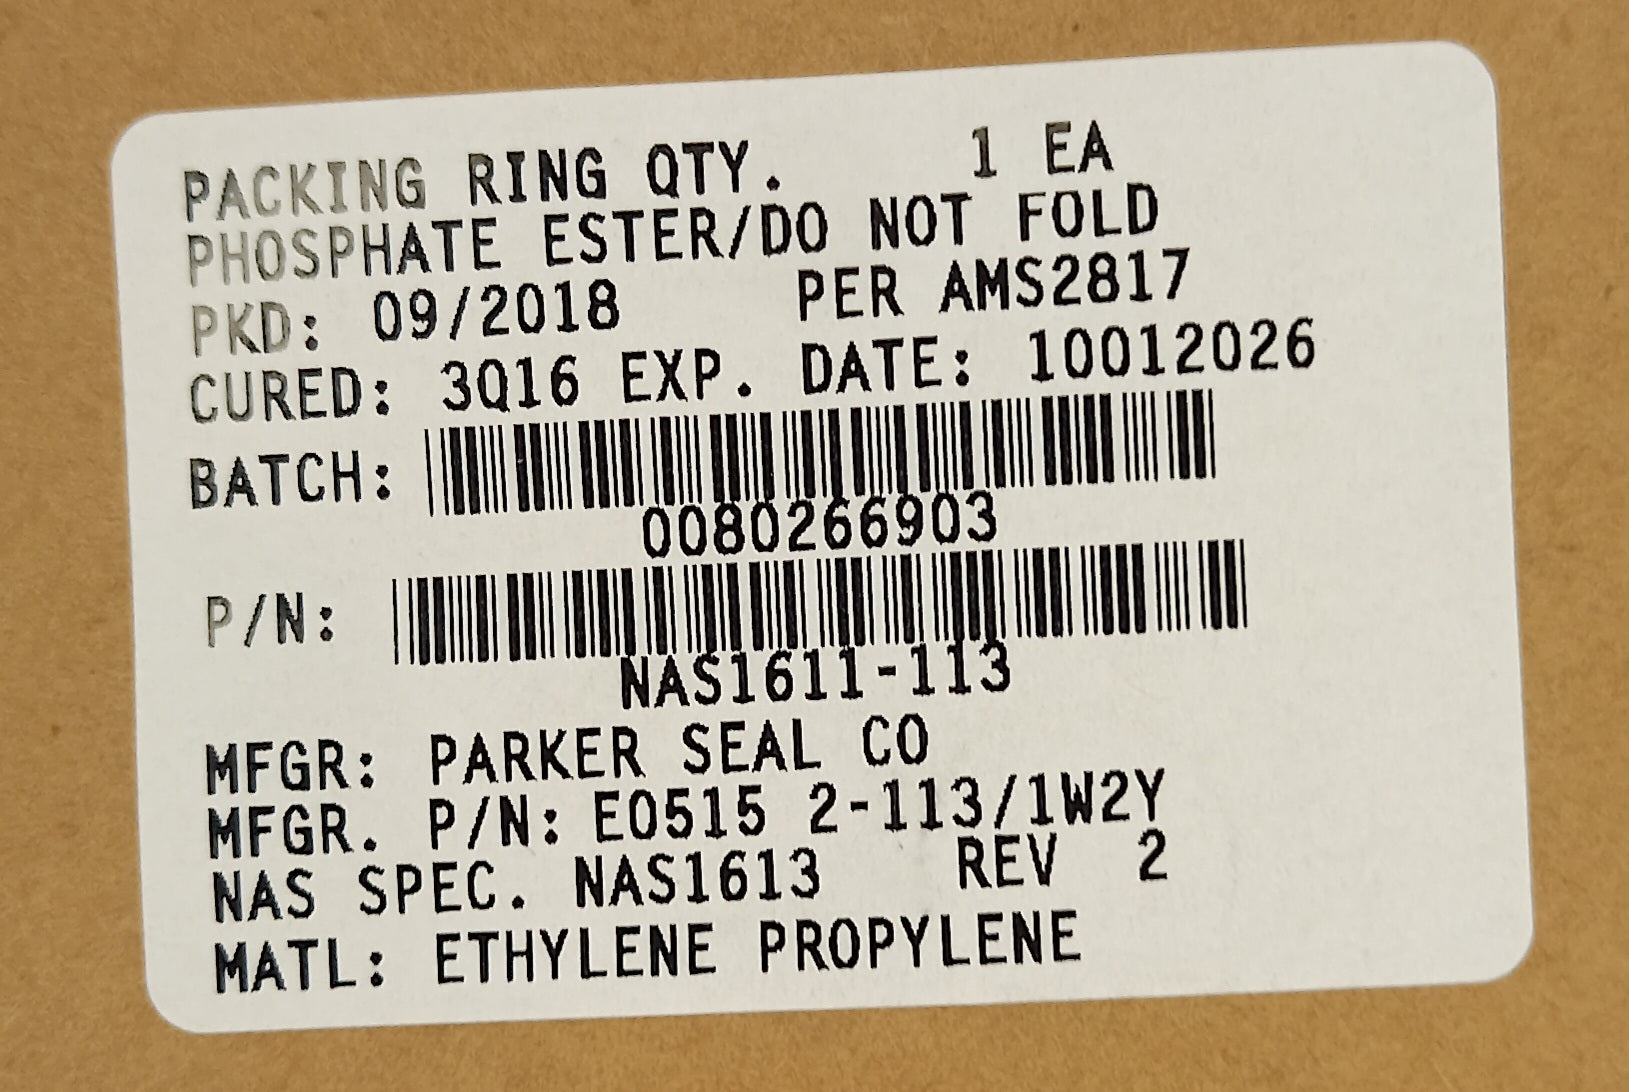 PACKING RING QTY. 1 EA
PHOSPHATE ESTER/DO NOT FOLD
PKD: 09/2018 PER AMS2817
CURED: 3Q16 EXP. DATE: 10012026
BATCH:
0080266903
P/N:
NAS1611-113
MFGR: PARKER SEAL CO
MFGR. P/N: E0515 2-113/1W2Y
NAS SPEC. NAS1613 REV 2
MATL: ETHYLENE PROPYLENE